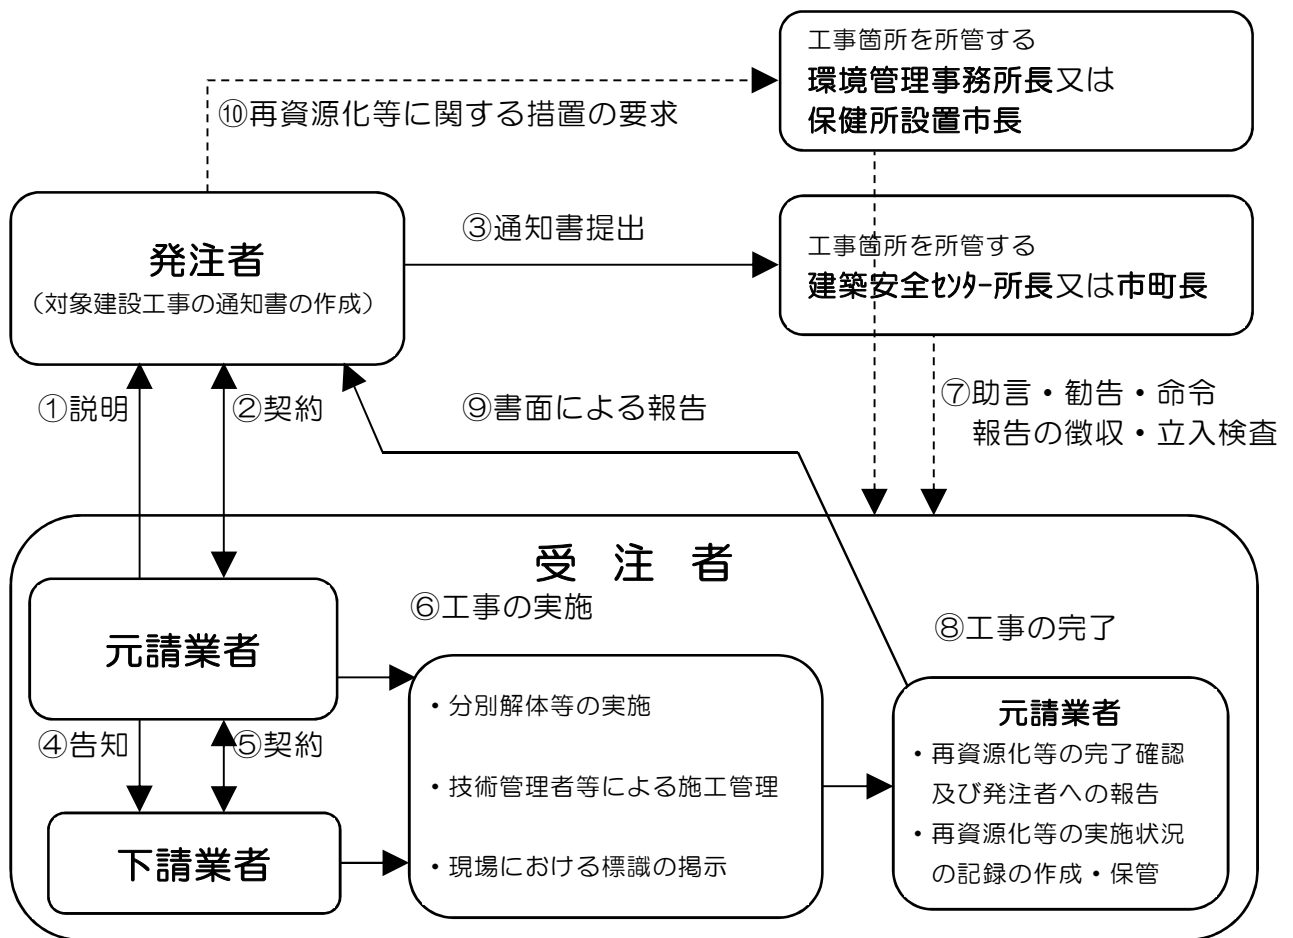 工事箇所を所管する
環境管理事務所長又は
保健所設置市長
⑩再資源化等に関する措置の要求
発注者
（対象建設工事の通知書の作成）
③通知書提出
工事箇所を所管する
建築安全ｾﾝﾀｰ所長又は市町長
①説明
②契約
⑨書面による報告
⑦助言・勧告・命令
報告の徴収・立入検査
受 注 者
元請業者
⑥工事の実施
⑧工事の完了
④告知
⑤契約
下請業者
・分別解体等の実施
・技術管理者等による施工管理
・現場における標識の掲示
元請業者
・再資源化等の完了確認
及び発注者への報告
・再資源化等の実施状況
の記録の作成・保管